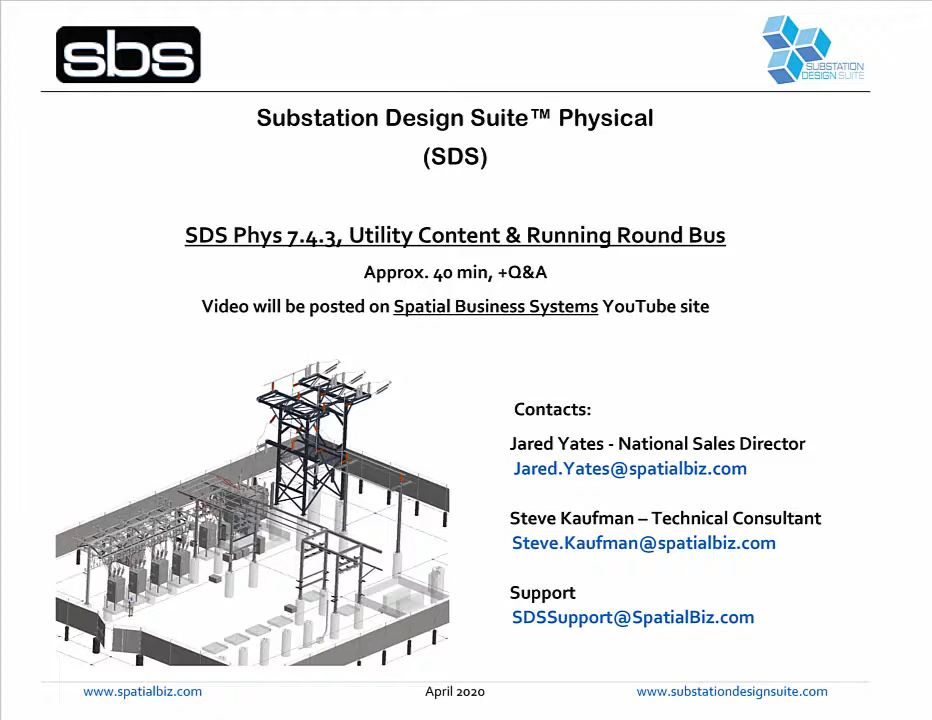 sbs
SUBSTATION
DESIGN SUITE
Substation Design Suite™ Physical
(SDS)
SDS Phys 7.4.3, Utility Content & Running Round Bus
Approx. 40 min, +Q&A
Video will be posted on Spatial Business Systems YouTube site
Contacts:
Jared Yates - National Sales Director
Jared.Yates@spatialbiz.com
Steve Kaufman – Technical Consultant
Steve.Kaufman@spatialbiz.com
Support
SDSSupport@SpatialBiz.com
www.spatialbiz.com
April 2020
www.substationdesignsuite.com